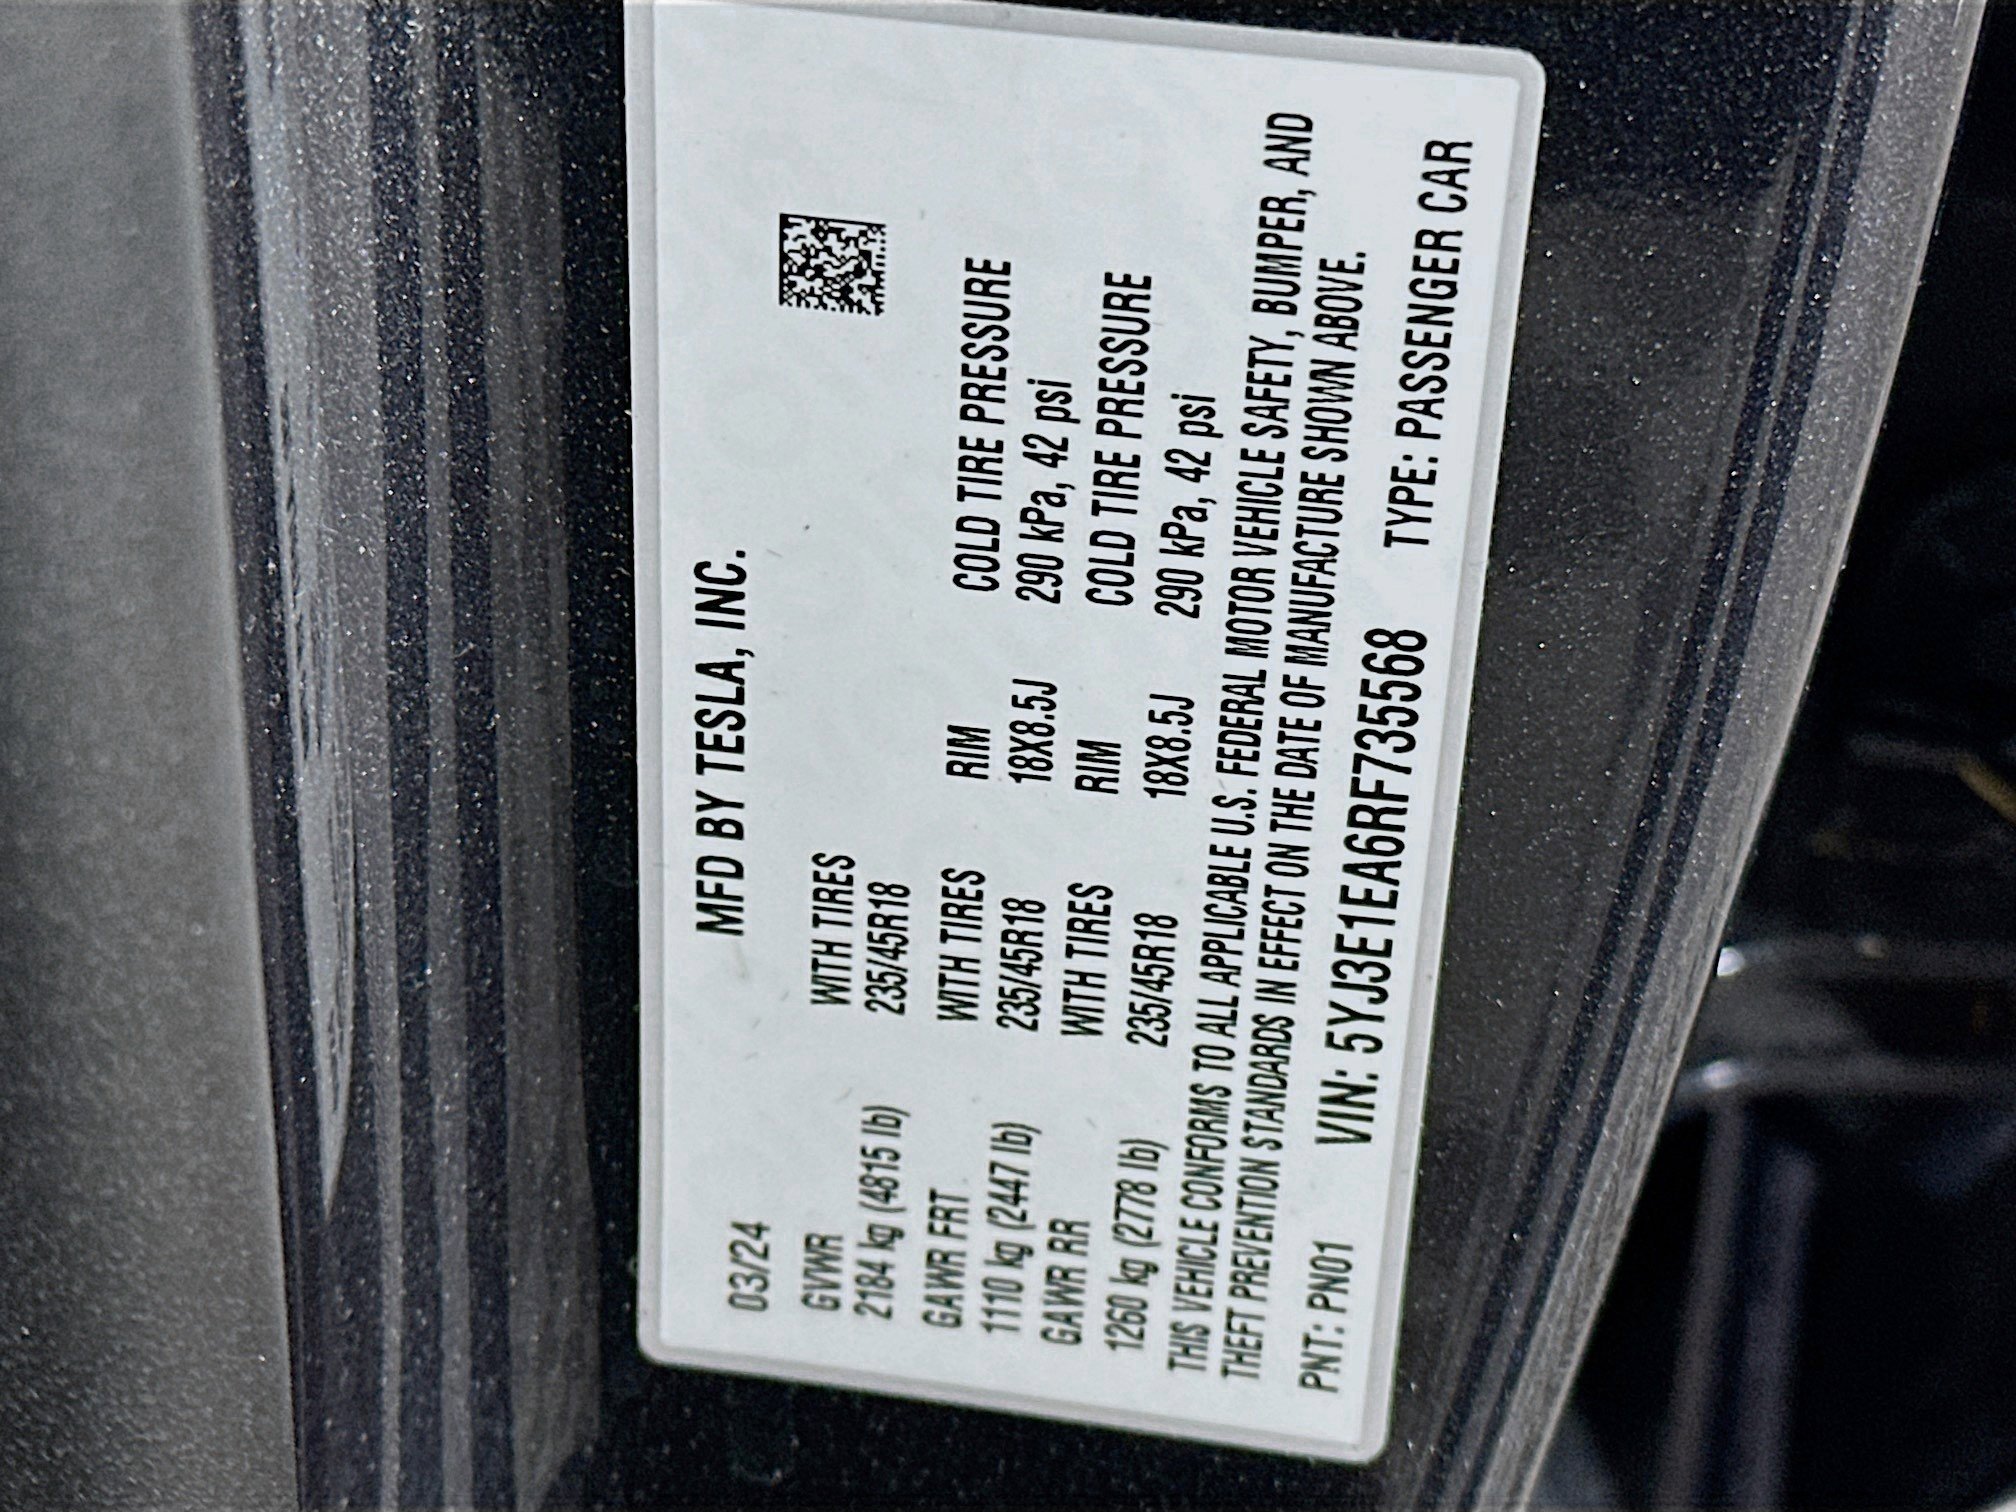 MFD BY TESLA, INC.
03/24
GVWR WITH TIRES
2184 kg (4815 lb) 235/45R18
GAWR FRT WITH TIRES RIM COLD TIRE PRESSURE
1110 kg (2447 lb) 235/45R18 18X8.5J 290 kPa, 42 psi
GAWR RR WITH TIRES RIM COLD TIRE PRESSURE
1260 kg (2778 lb) 235/45R18 18X8.5J 290 kPa, 42 psi
THIS VEHICLE CONFORMS TO ALL APPLICABLE U.S. FEDERAL MOTOR VEHICLE SAFETY, BUMPER, AND
THEFT PREVENTION STANDARDS IN EFFECT ON THE DATE OF MANUFACTURE SHOWN ABOVE.
PNT: PN01 VIN: 5YJ3E1EA6RF735568 TYPE: PASSENGER CAR